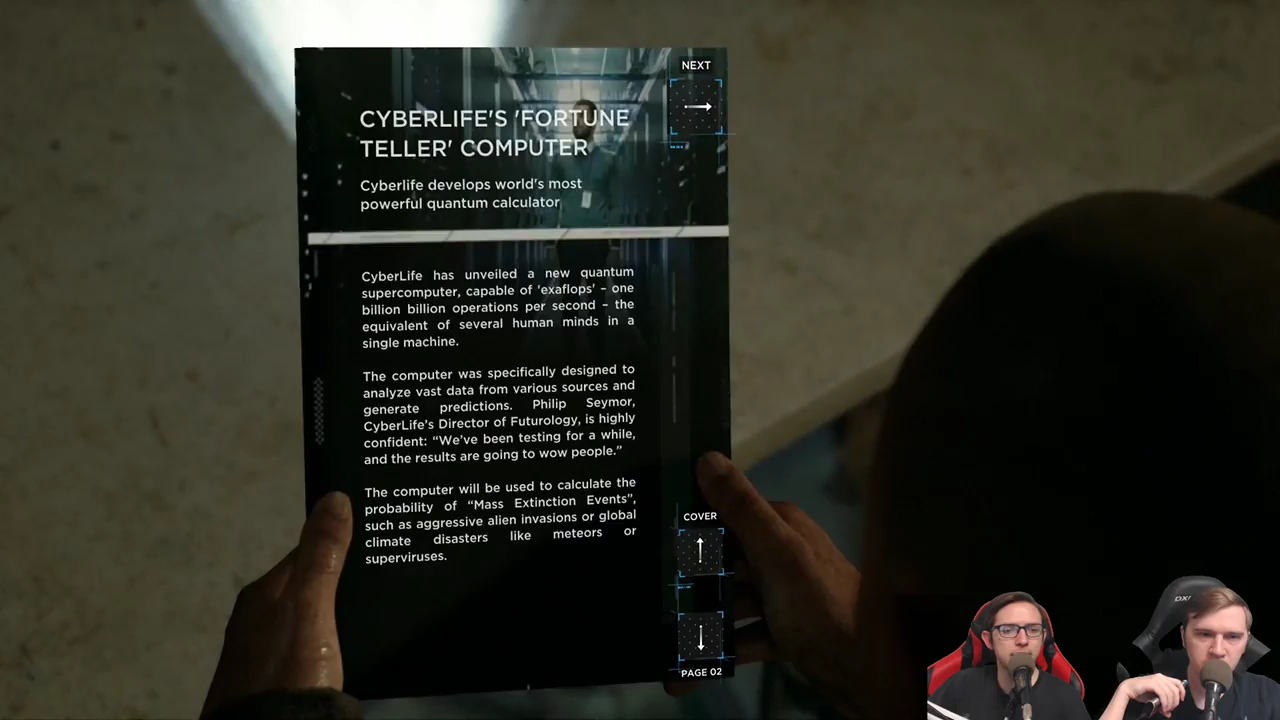 NEXT
CYBERLIFE'S 'FORTUNE
TELLER' COMPUTER
Cyberlife develops world's most
powerful quantum calculator
CyberLife has unveiled a new quantum
supercomputer, capable of 'exaflops' – one
billion billion operations per second – the
equivalent of several human minds in a
single machine.
The computer was specifically designed to
analyze vast data from various sources and
generate predictions. Philip Seymor,
CyberLife's Director of Futurology, is highly
confident: “We've been testing for a while,
and the results are going to wow people.”
The computer will be used to calculate the
probability of “Mass Extinction Events”,
such as aggressive alien invasions or global
climate disasters like meteors or
superviruses.
COVER
PAGE 02